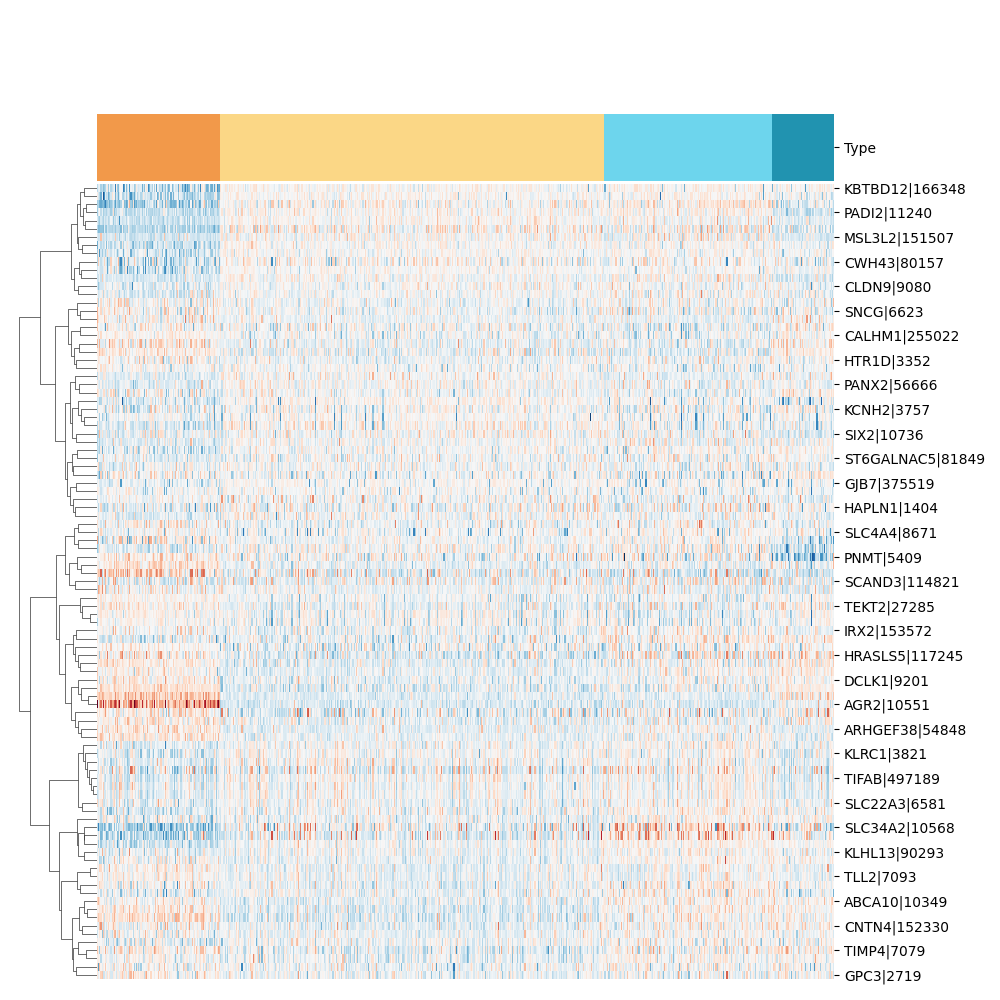 Type
KBTBD12|166348
PADI2|11240
MSL3L2|151507
CWH43|80157
CLDN9|9080
SNCG|6623
CALHM1|255022
HTR1D|3352
PANX2|56666
KCNH2|3757
SIX2|10736
ST6GALNAC5|81849
GJB7|375519
HAPLN1|1404
SLC4A4|8671
PNMT|5409
SCAND3|114821
TEKT2|27285
IRX2|153572
HRASLS5|117245
DCLK1|9201
AGR2|10551
ARHGEF38|54848
KLRC1|3821
TIFAB|497189
SLC22A3|6581
SLC34A2|10568
KLHL13|90293
TLL2|7093
ABCA10|10349
CNTN4|152330
TIMP4|7079
GPC3|2719